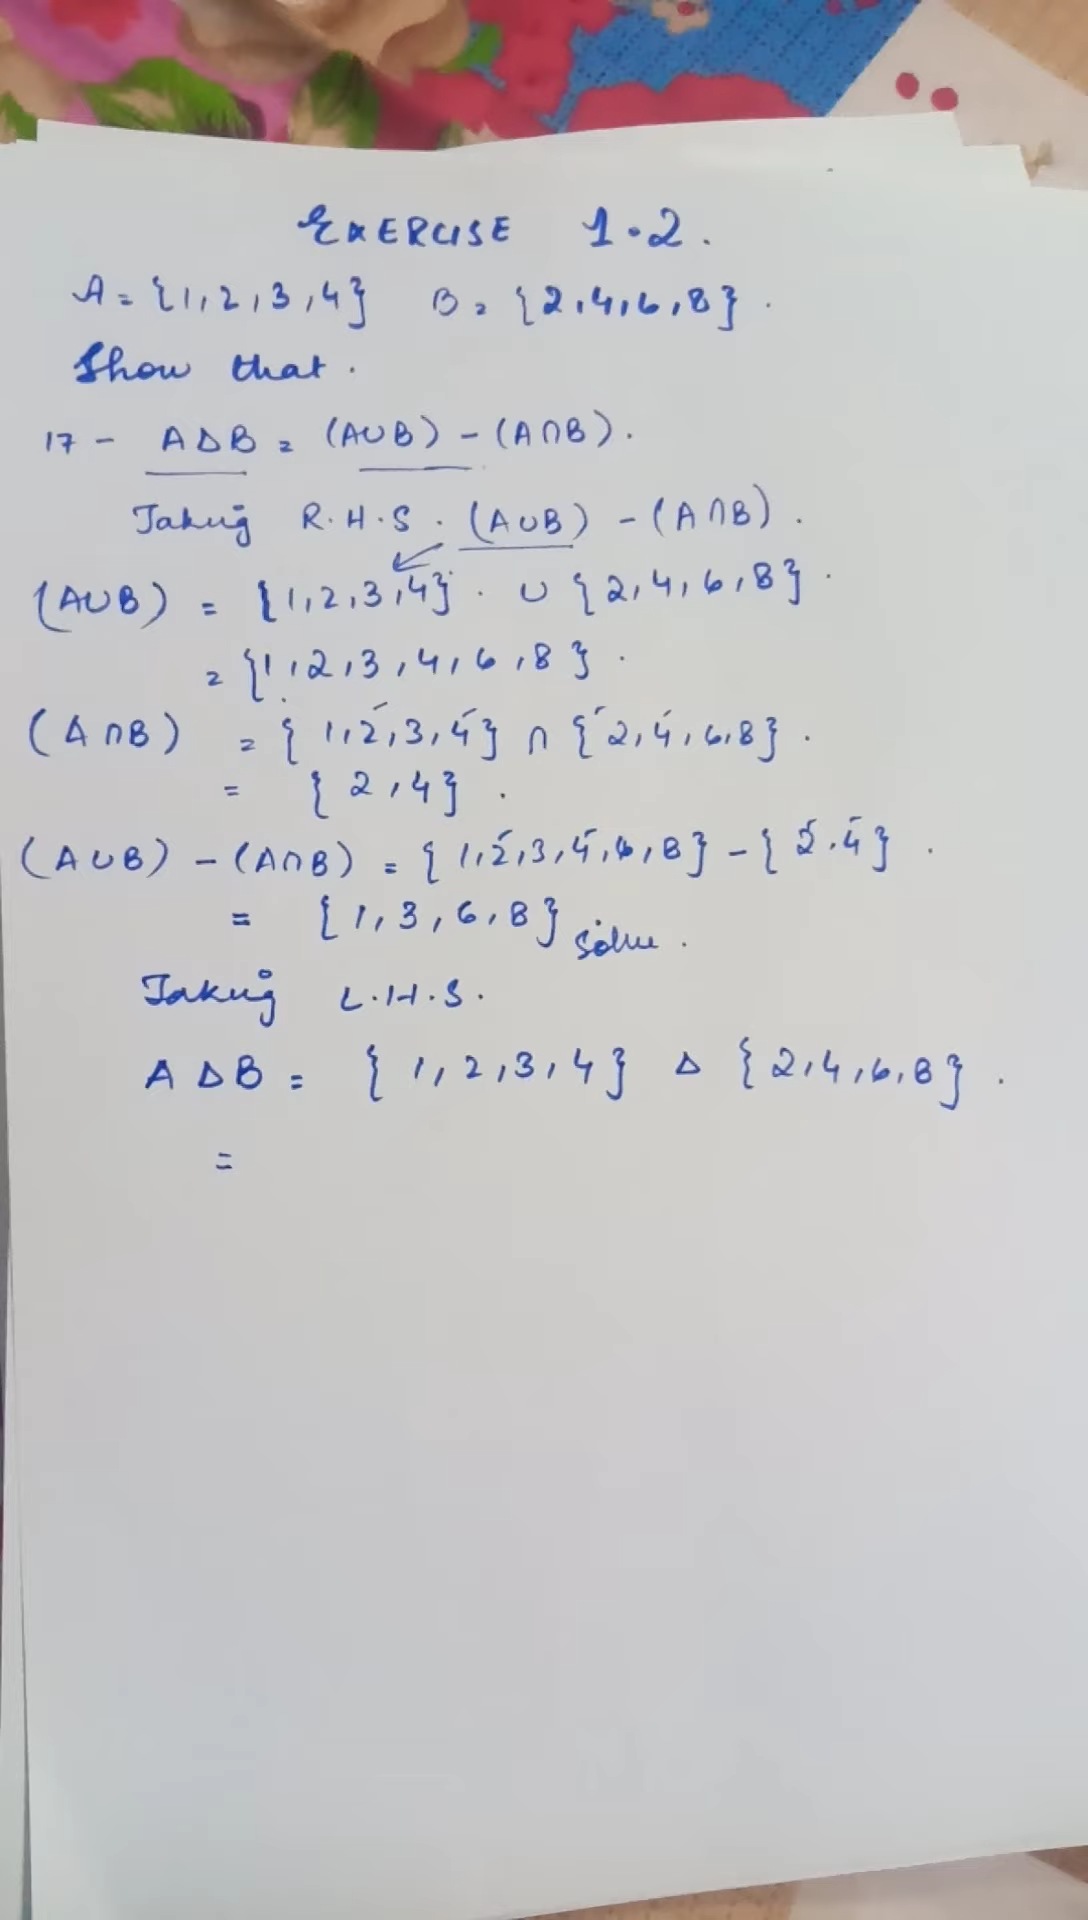 EXERCISE 1.2.
A = {1,2,3,4} B = {2,4,6,8}.
Show that.
17 - A Δ B = (A∪B) - (A∩B).
Taking R.H.S. (A∪B) - (A∩B).
(A∪B) = {1,2,3,4}. ∪ {2,4,6,8}.
= {1,2,3,4,6,8}.
(A∩B) = {1,2,3,4} ∩ {2,4,6,8}.
= {2,4}.
(A∪B) - (A∩B) = {1,2,3,4,6,8} - {2,4}.
= {1,3,6,8}
Taking L.H.S.
A Δ B = {1,2,3,4} Δ {2,4,6,8}.
=